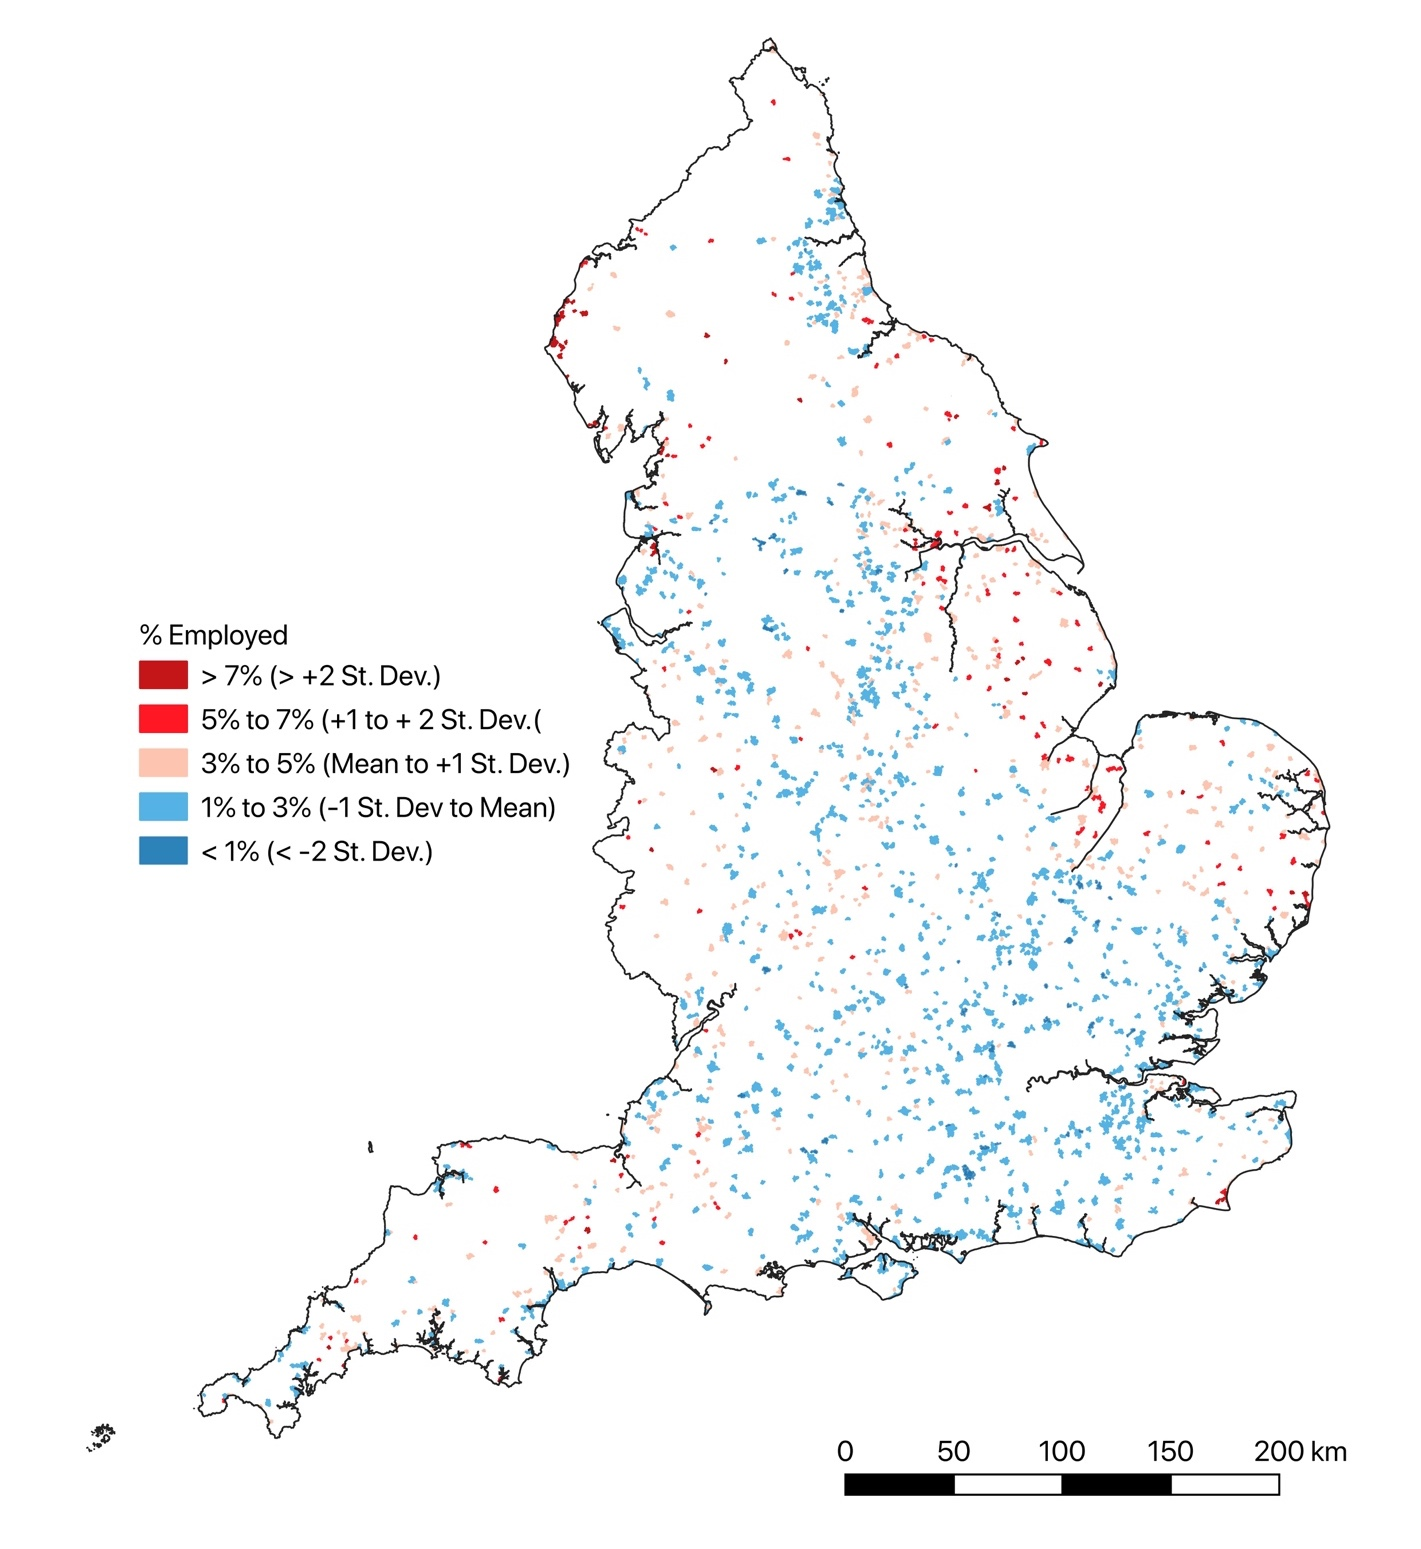 % Employed
> 7% (> +2 St. Dev.)
5% to 7% (+1 to + 2 St. Dev.(
3% to 5% (Mean to +1 St. Dev.)
1% to 3% (-1 St. Dev to Mean)
< 1% (< -2 St. Dev.)
0 50 100 150 200 km